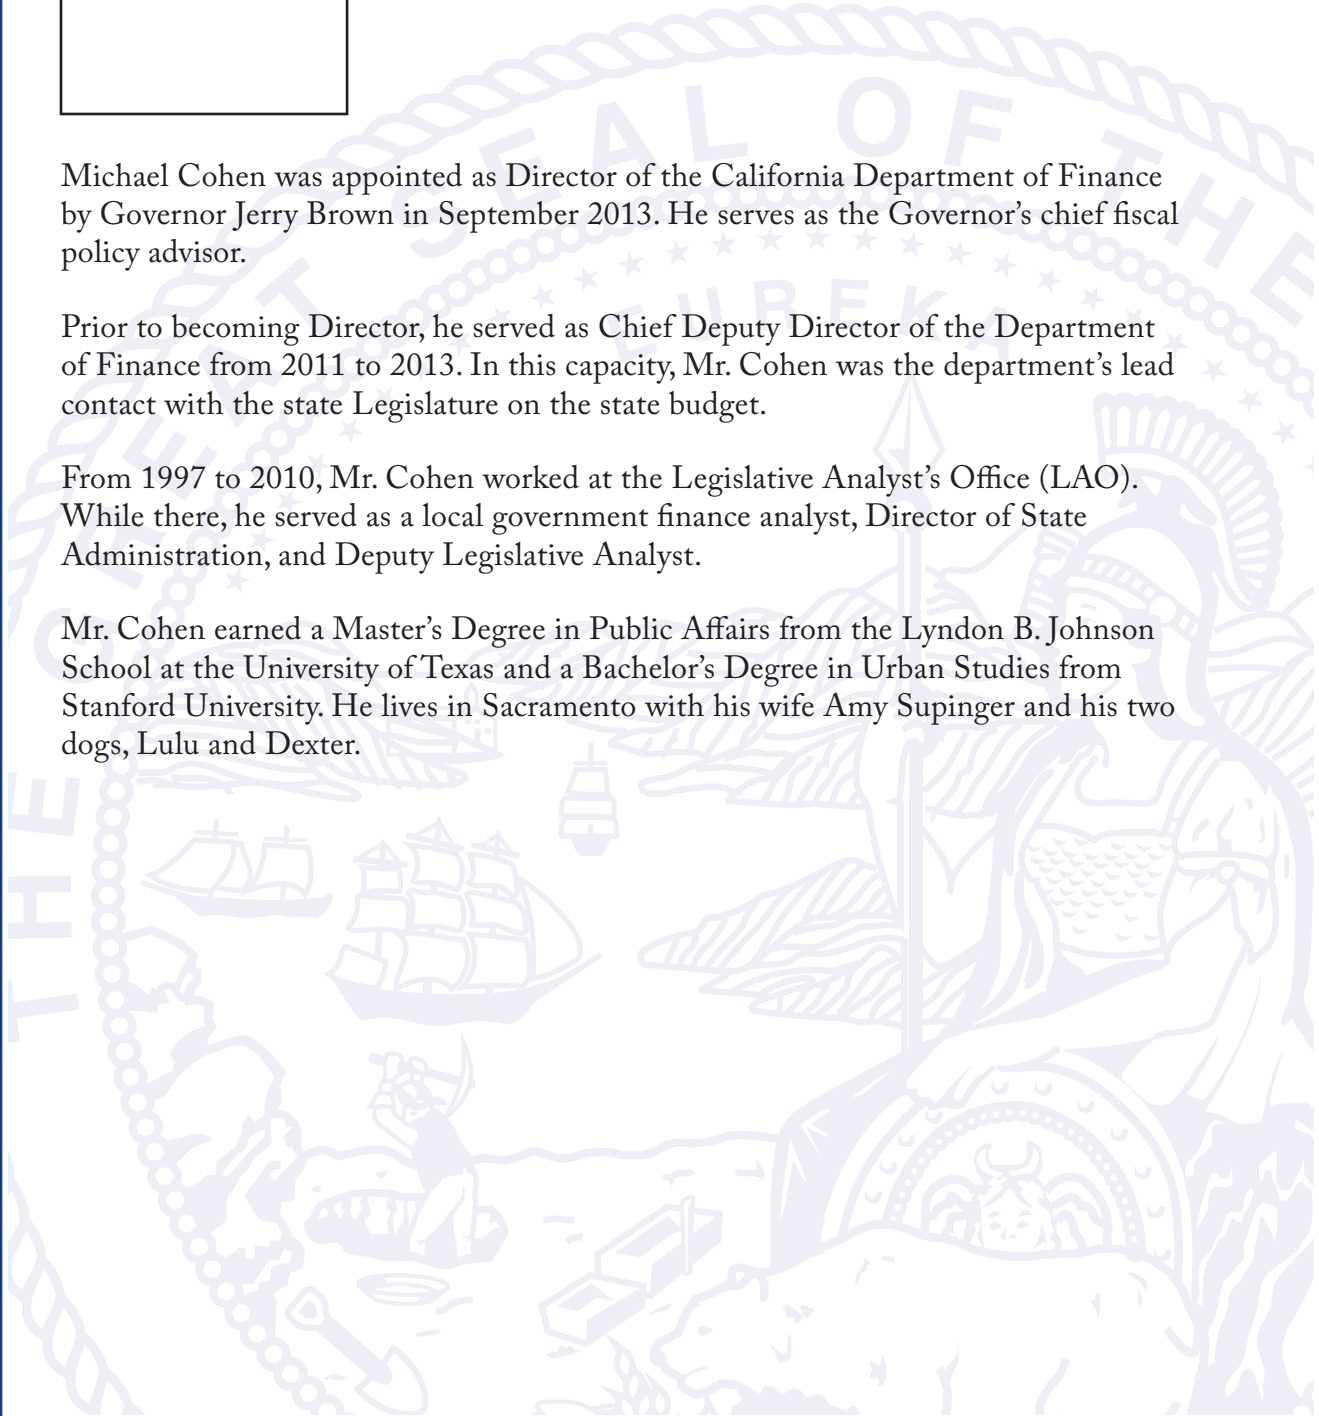 THE GREAT SEAL OF THE
EUREKA
Michael Cohen was appointed as Director of the California Department of Finance
by Governor Jerry Brown in September 2013. He serves as the Governor’s chief fiscal
policy advisor.
Prior to becoming Director, he served as Chief Deputy Director of the Department
of Finance from 2011 to 2013. In this capacity, Mr. Cohen was the department’s lead
contact with the state Legislature on the state budget.
From 1997 to 2010, Mr. Cohen worked at the Legislative Analyst’s Office (LAO).
While there, he served as a local government finance analyst, Director of State
Administration, and Deputy Legislative Analyst.
Mr. Cohen earned a Master’s Degree in Public Affairs from the Lyndon B. Johnson
School at the University of Texas and a Bachelor’s Degree in Urban Studies from
Stanford University. He lives in Sacramento with his wife Amy Supinger and his two
dogs, Lulu and Dexter.